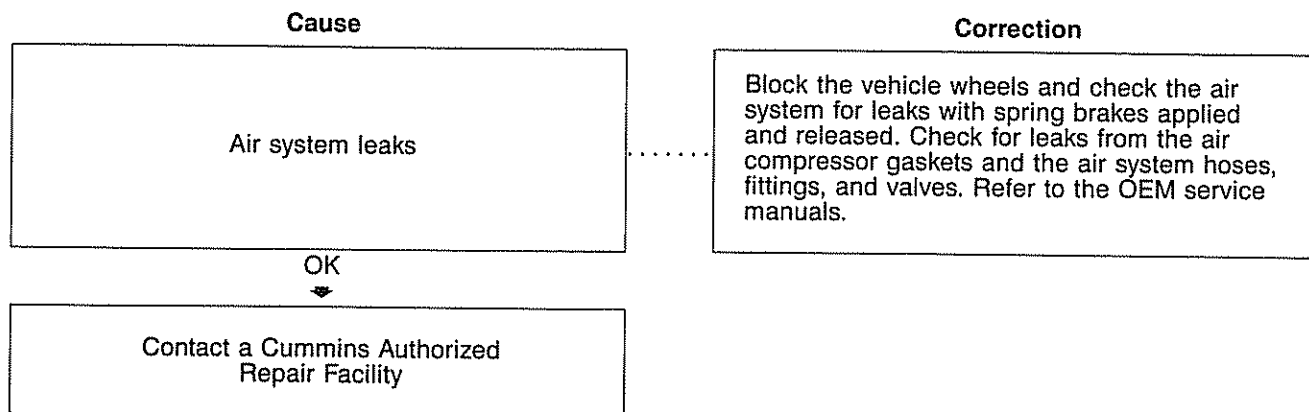 Cause
Correction
Air system leaks
Block the vehicle wheels and check the air
system for leaks with spring brakes applied
and released. Check for leaks from the air
compressor gaskets and the air system hoses,
fittings, and valves. Refer to the OEM service
manuals.
OK
Contact a Cummins Authorized
Repair Facility